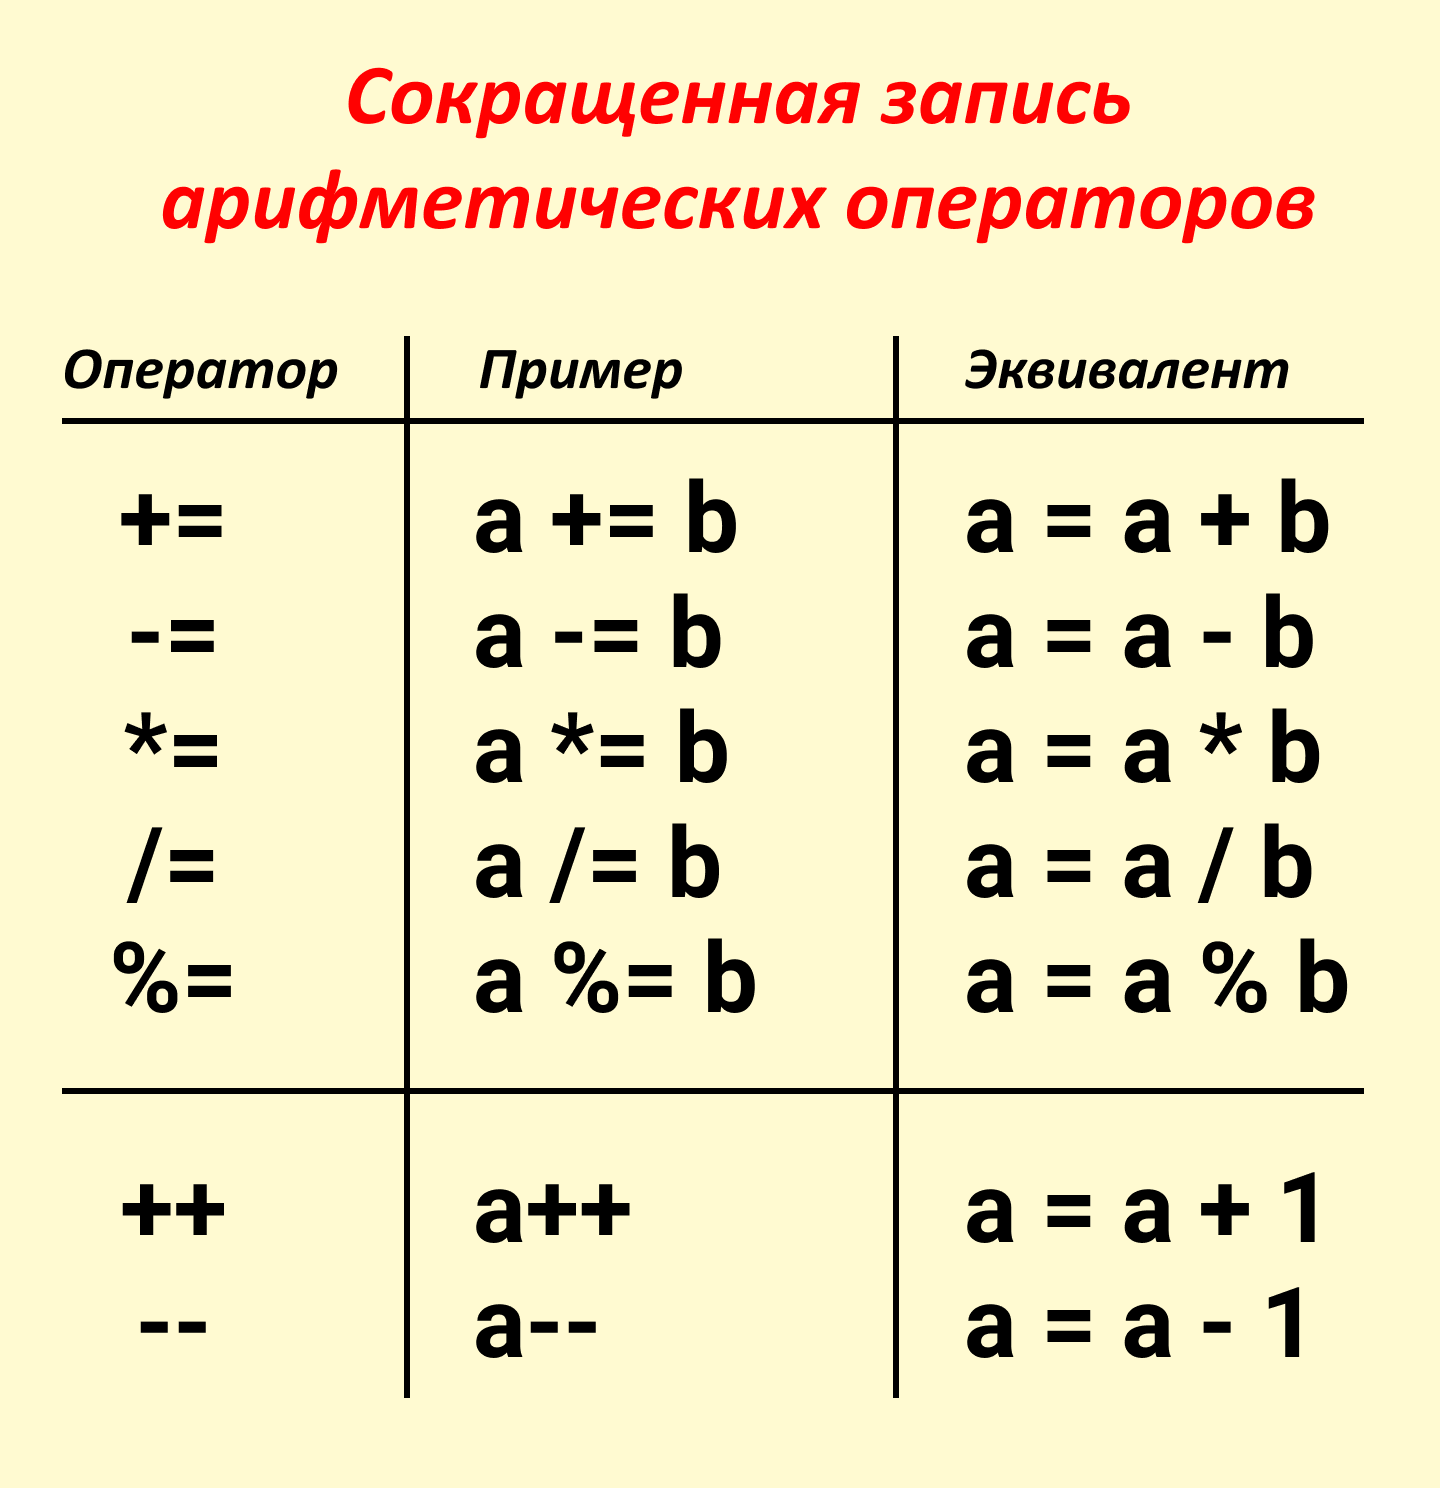 Сокращенная запись
арифметических операторов
Оператор Пример Эквивалент
+= a += b a = a + b
-= a -= b a = a - b
*= a *= b a = a * b
/= a /= b a = a / b
%= a %= b a = a % b
++ a++ a = a + 1
-- a-- a = a - 1